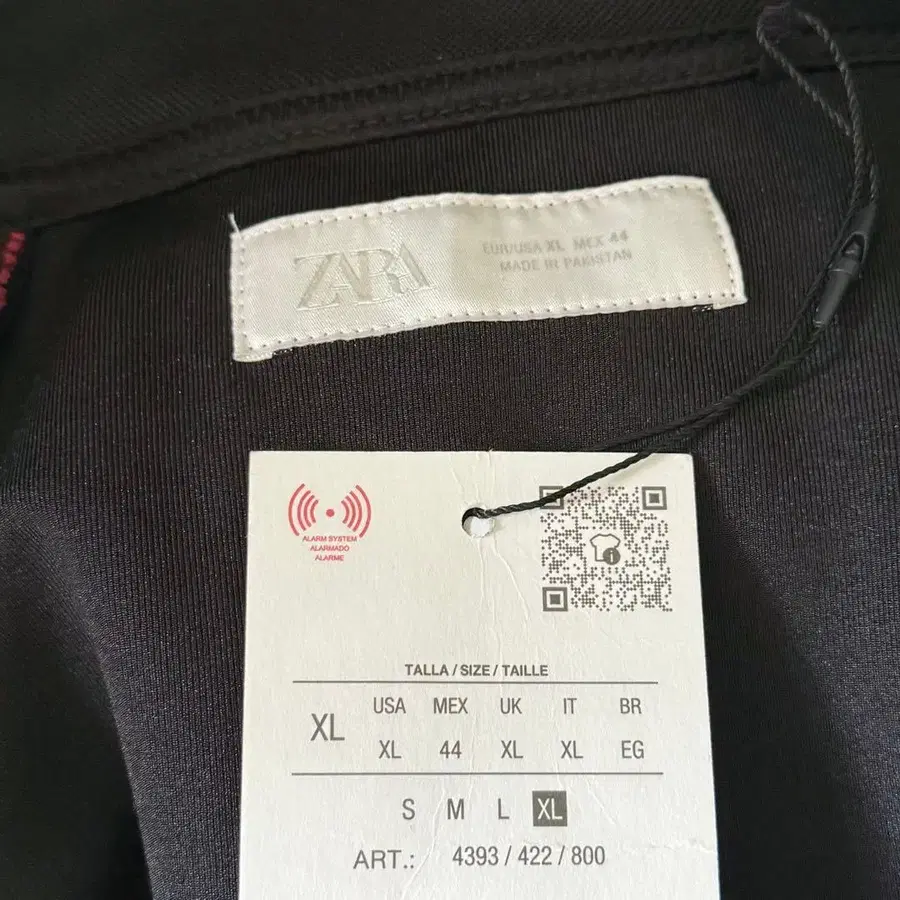 ZARA
EUR/USA XL MEX 44
MADE IN PAKISTAN
ALARM SYSTEM
ALARMADO
ALARME
TALLA / SIZE / TAILLE
XL
USA MEX UK IT BR
XL 44 XL XL EG
S M L XL
ART.: 4393 / 422 / 800